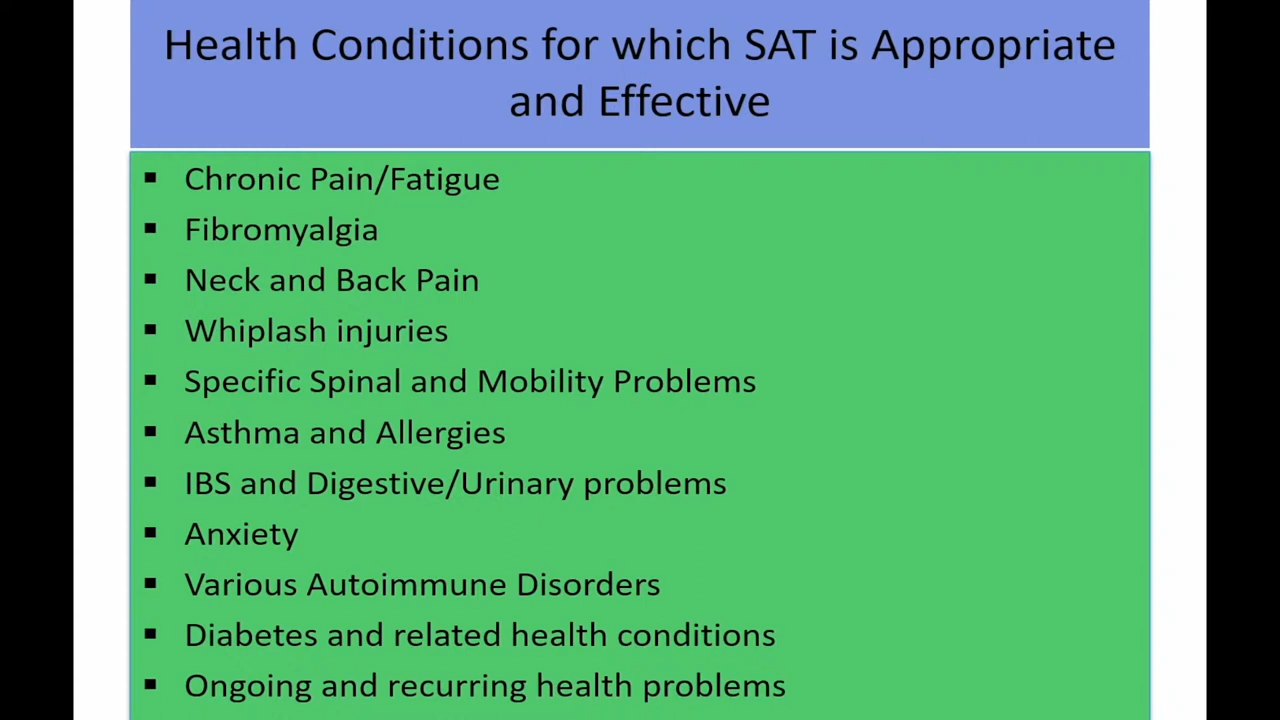 Health Conditions for which SAT is Appropriate
and Effective
▪ Chronic Pain/Fatigue
▪ Fibromyalgia
▪ Neck and Back Pain
▪ Whiplash injuries
▪ Specific Spinal and Mobility Problems
▪ Asthma and Allergies
▪ IBS and Digestive/Urinary problems
▪ Anxiety
▪ Various Autoimmune Disorders
▪ Diabetes and related health conditions
▪ Ongoing and recurring health problems